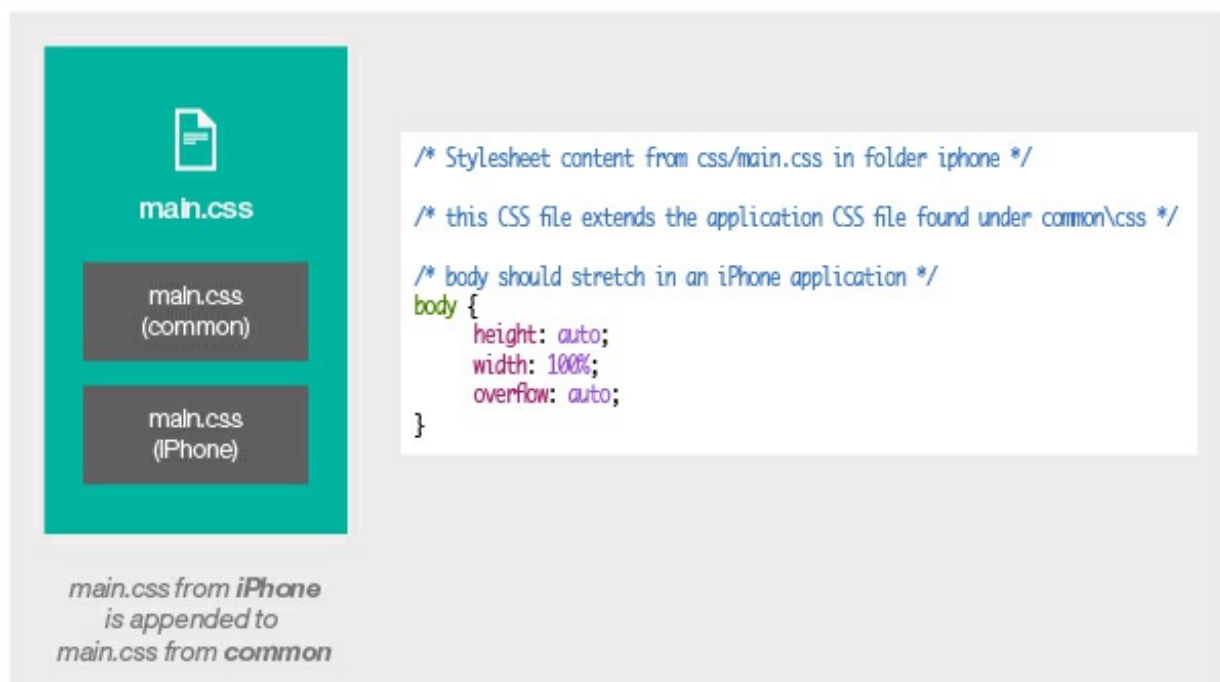 main.css
main.css
(common)
main.css
(iPhone)
main.css from iPhone
is appended to
main.css from common
/* Stylesheet content from css/main.css in folder iphone */
/* this CSS file extends the application CSS file found under common\css */
/* body should stretch in an iPhone application */
body {
height: auto;
width: 100%;
overflow: auto;
}